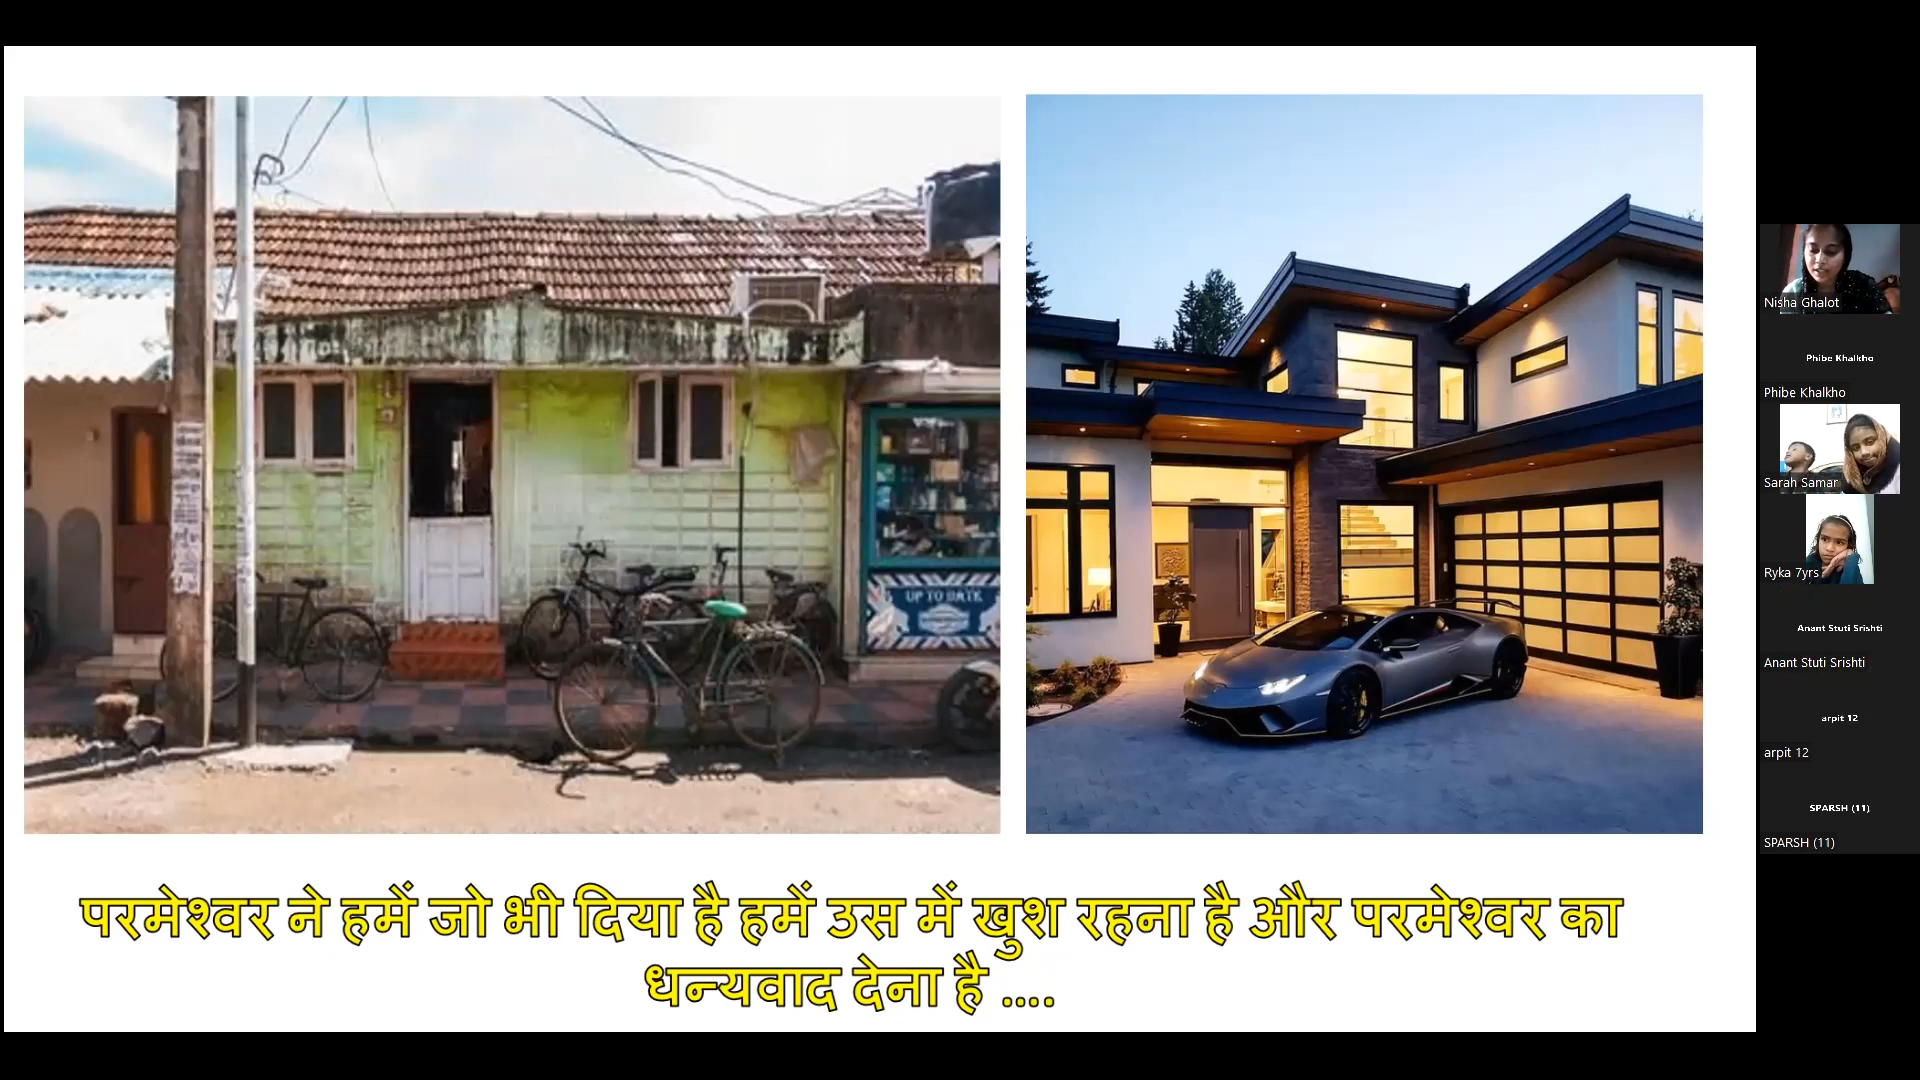 UP TO DATE
परमेश्वर ने हमें जो भी दिया है हमें उस में खुश रहना है और परमेश्वर का
धन्यवाद देना है ....
Nisha Ghalot
Phibe Khalkho
Phibe Khalkho
Sarah Samar
Ryka 7yrs
Anant Stuti Srishti
Anant Stuti Srishti
arpit 12
arpit 12
SPARSH (11)
SPARSH (11)